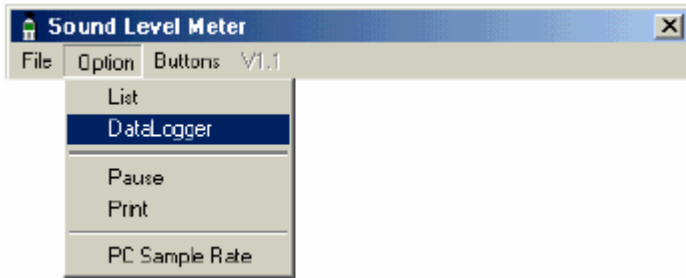 Sound Level Meter
File Option Buttons V1.1
List
DataLogger
Pause
Print
PC Sample Rate